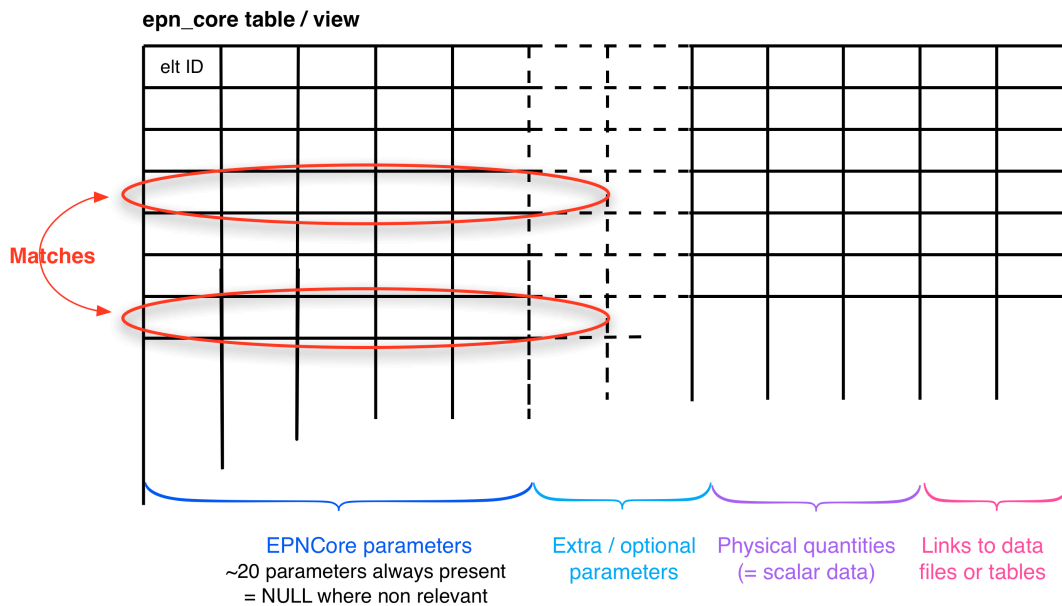 epn_core table / view
elt ID
Matches
EPNCore parameters
~20 parameters always present
= NULL where non relevant
Extra / optional
parameters
Physical quantities
(= scalar data)
Links to data
files or tables